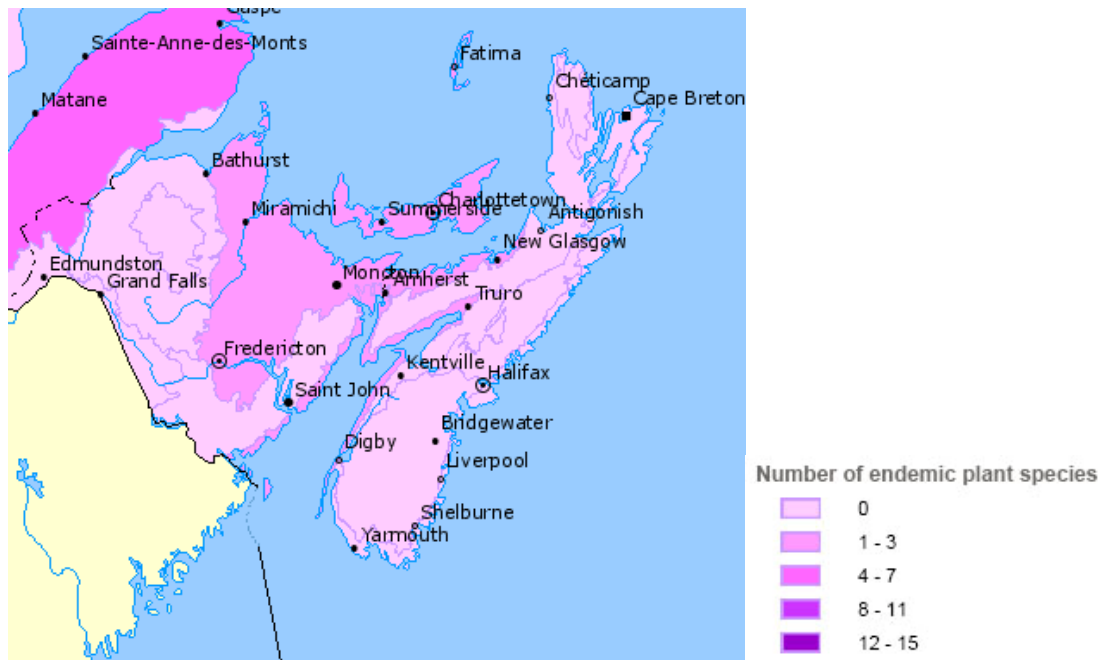 Gaspé
Sainte-Anne-des-Monts
Fatima
Chéticamp
Cape Breton
Matane
Bathurst
Charlottetown
Miramichi
Summerside
Antigonish
New Glasgow
Edmundston
Moncton
Grand Falls
Amherst
Truro
Fredericton
Kentville
Halifax
Saint John
Bridgewater
Digby
Liverpool
Shelburne
Yarmouth
Number of endemic plant species
0
1 - 3
4 - 7
8 - 11
12 - 15